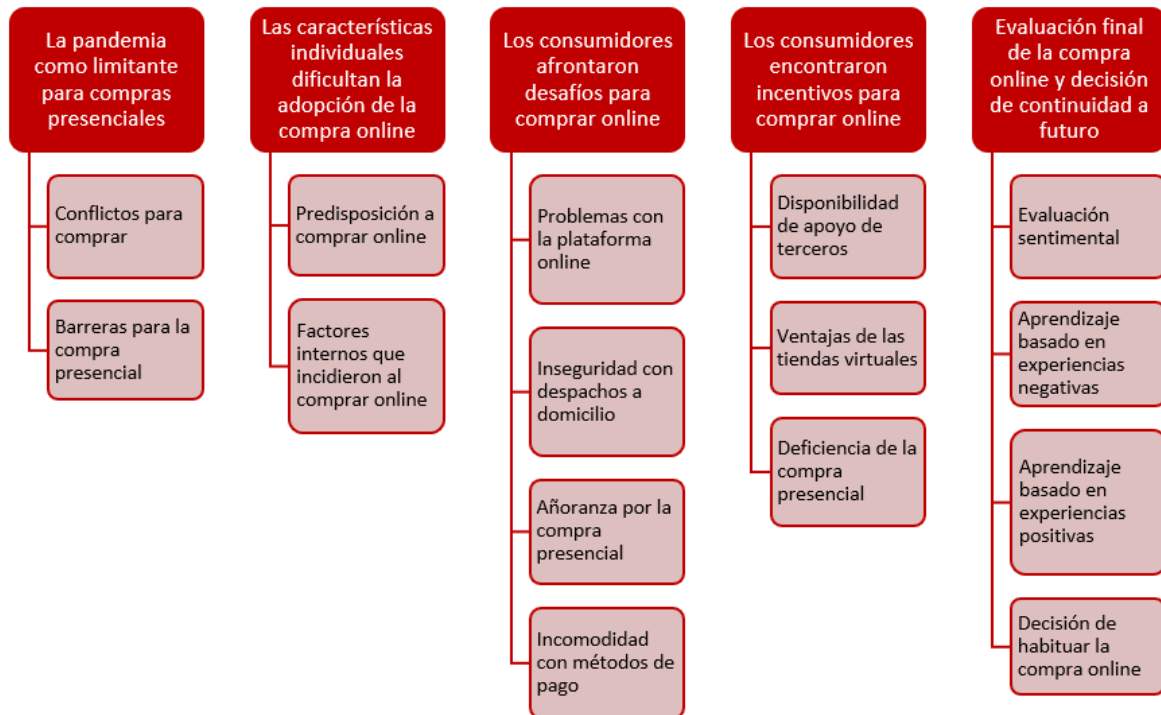 La pandemia
como limitante
para compras
presenciales
Conflictos para
comprar
Barreras para la
compra
presencial
Las características
individuales
dificultan la
adopción de la
compra online
Predisposición a
comprar online
Factores
internos que
incidieron al
comprar online
Los consumidores
afrontaron
desafíos para
comprar online
Problemas con
la plataforma
online
Inseguridad con
despachos a
domicilio
Añoranza por la
compra
presencial
Incomodidad
con métodos de
pago
Los consumidores
encontraron
incentivos para
comprar online
Disponibilidad
de apoyo de
terceros
Ventajas de las
tiendas virtuales
Deficiencia de la
compra
presencial
Evaluación final
de la compra
online y decisión
de continuidad a
futuro
Evaluación
sentimental
Aprendizaje
basado en
experiencias
negativas
Aprendizaje
basado en
experiencias
positivas
Decisión de
habituar la
compra online